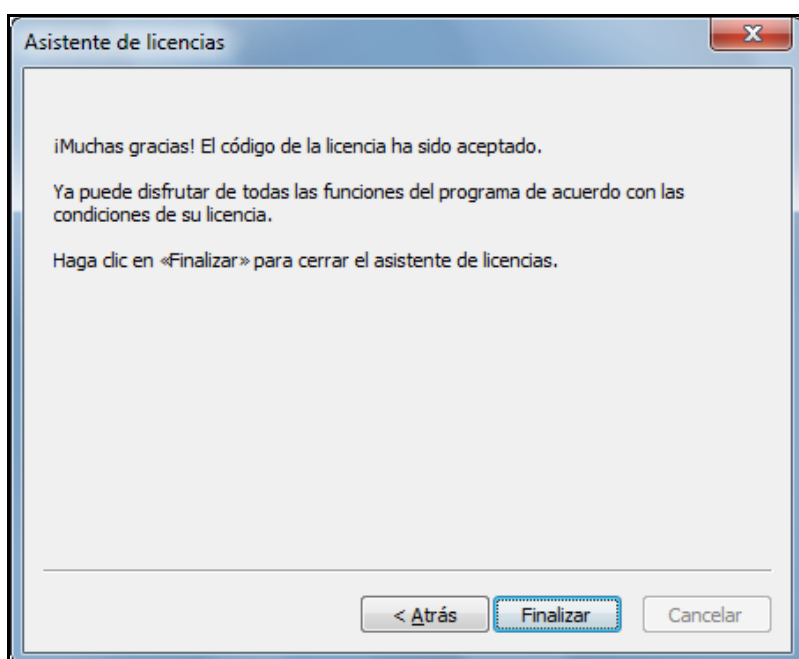 Asistente de licencias
¡Muchas gracias! El código de la licencia ha sido aceptado.
Ya puede disfrutar de todas las funciones del programa de acuerdo con las
condiciones de su licencia.
Haga clic en «Finalizar» para cerrar el asistente de licencias.
< Atrás Finalizar Cancelar